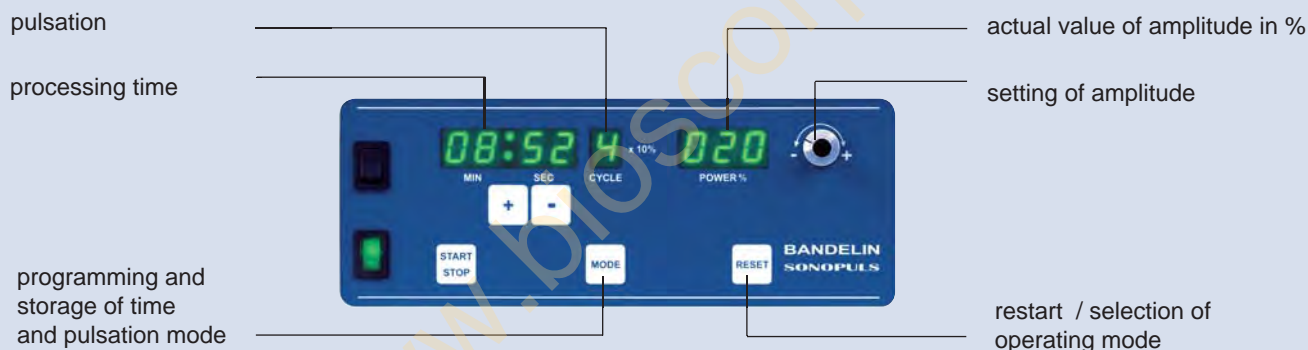 pulsation
actual value of amplitude in %
processing time
setting of amplitude
08:52 4 x 10% 020
MIN SEC CYCLE POWER %
- +
+ -
START
STOP
MODE
RESET
BANDELIN
SONOPULS
programming and
storage of time
and pulsation mode
restart / selection of
operating mode